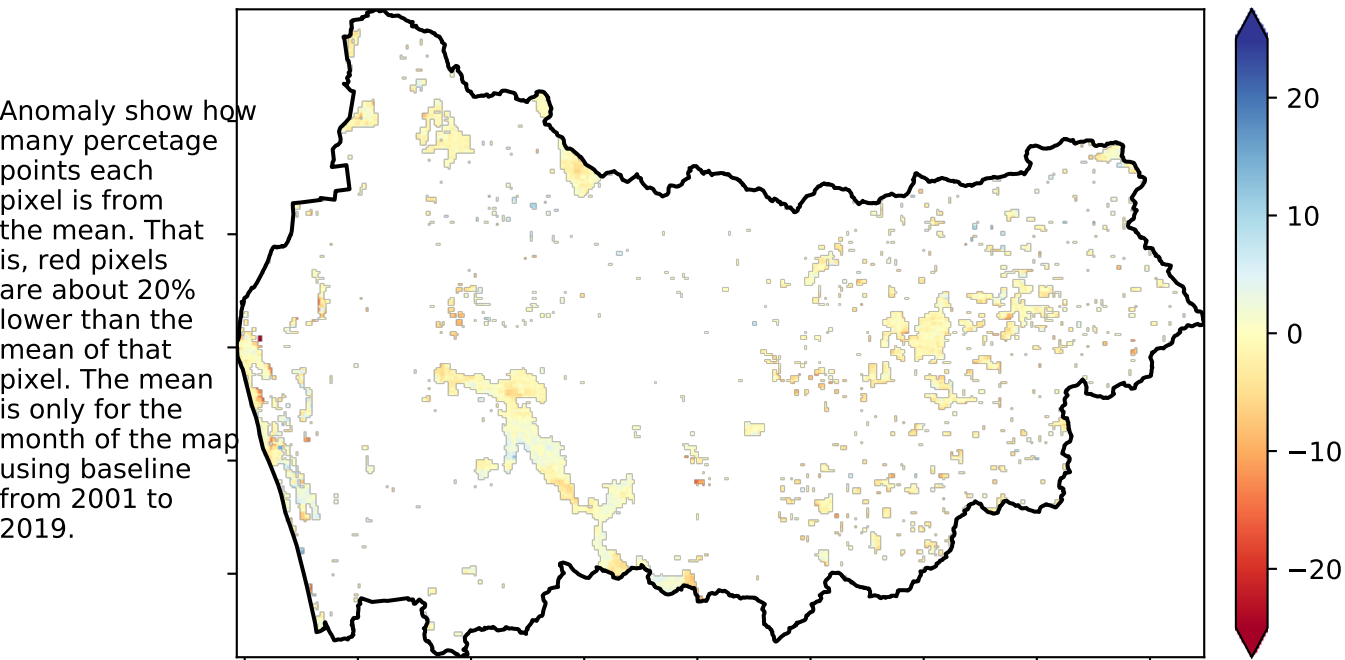 Anomaly show how
many percetage
points each
pixel is from
the mean. That
is, red pixels
are about 20%
lower than the
mean of that
pixel. The mean
is only for the
month of the map
using baseline
from 2001 to
2019.
20
10
0
−10
−20